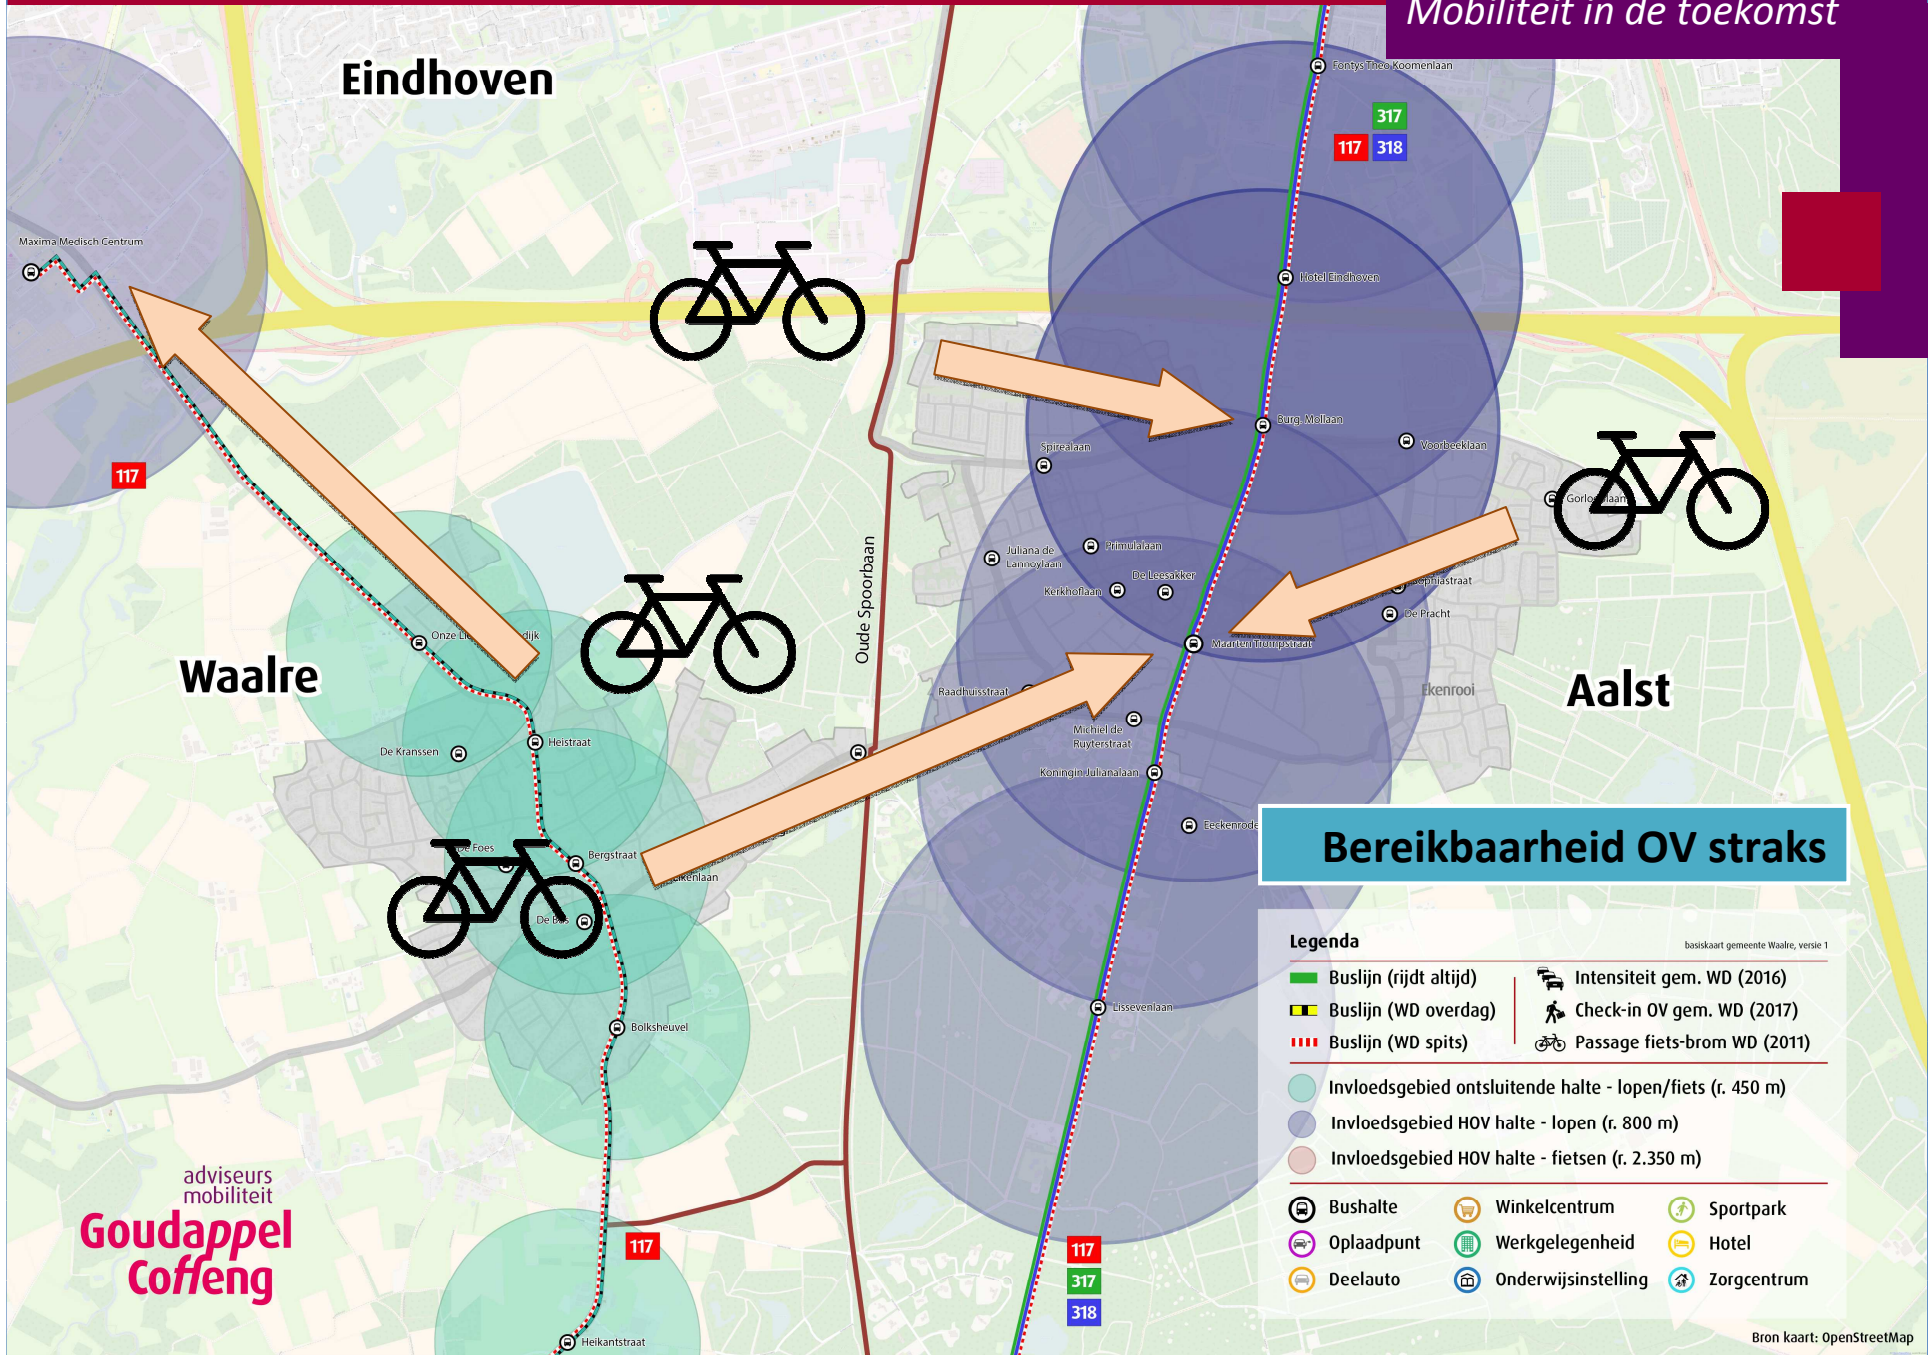 Mobiliteit in de toekomst
Eindhoven
Fontys Theo Koomenlaan
317
117 318
Maxima Medisch Centrum
Hotel Eindhoven
Burg. Mollaan
Voorbeeklaan
Spirealaan
117
Juliana de
Lannoylaan
Primulalaan
De Leesakker
Kerkhoflaan
De Pracht
Oude Spoorbaan
Maarten Trompstraat
Waalre
Aalst
Ekenrooi
Raadhuisstraat
Michiel de
Ruyterstraat
Heistraat
De Kranssen
Koningin Julianalaan
Eeckenrode
Bereikbaarheid OV straks
De Foes
Bergstraat
De Bus
Lissevenlaan
Bolksheuvel
Legenda
basiskaart gemeente Waalre, versie 1
Buslijn (rijdt altijd)
Intensiteit gem. WD (2016)
Buslijn (WD overdag)
Check-in OV gem. WD (2017)
Buslijn (WD spits)
Passage fiets-brom WD (2011)
Invloedsgebied ontsluitende halte - lopen/fiets (r. 450 m)
Invloedsgebied HOV halte - lopen (r. 800 m)
Invloedsgebied HOV halte - fietsen (r. 2.350 m)
Bushalte
Winkelcentrum
Sportpark
Oplaadpunt
Werkgelegenheid
Hotel
Deelauto
Onderwijsinstelling
Zorgcentrum
adviseurs
mobiliteit
Goudappel
Coffeng
117
117
317
318
Heikantstraat
Bron kaart: OpenStreetMap